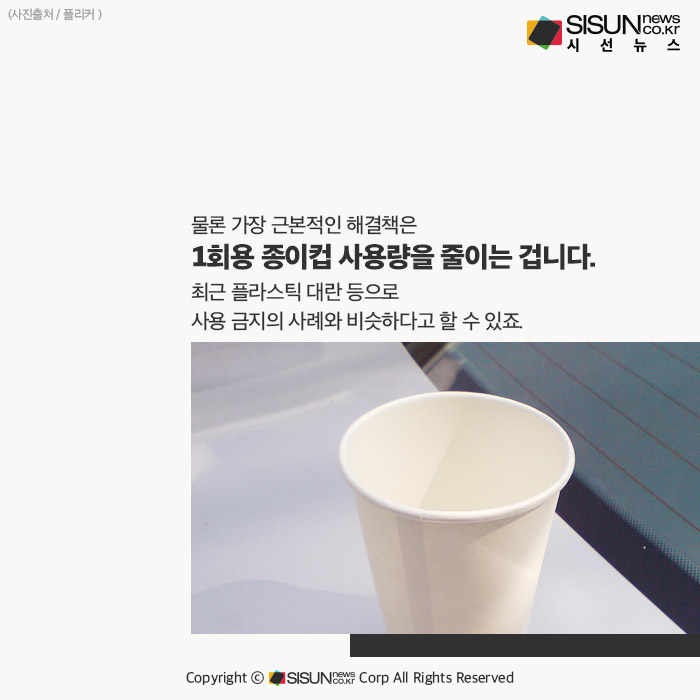 (사진출처 / 플리커 )
SISUN news
co.kr
시 선 뉴 스
물론 가장 근본적인 해결책은
1회용 종이컵 사용량을 줄이는 겁니다.
최근 플라스틱 대란 등으로
사용 금지의 사례와 비슷하다고 할 수 있죠.
Copyright © SISUN news co.kr Corp All Rights Reserved